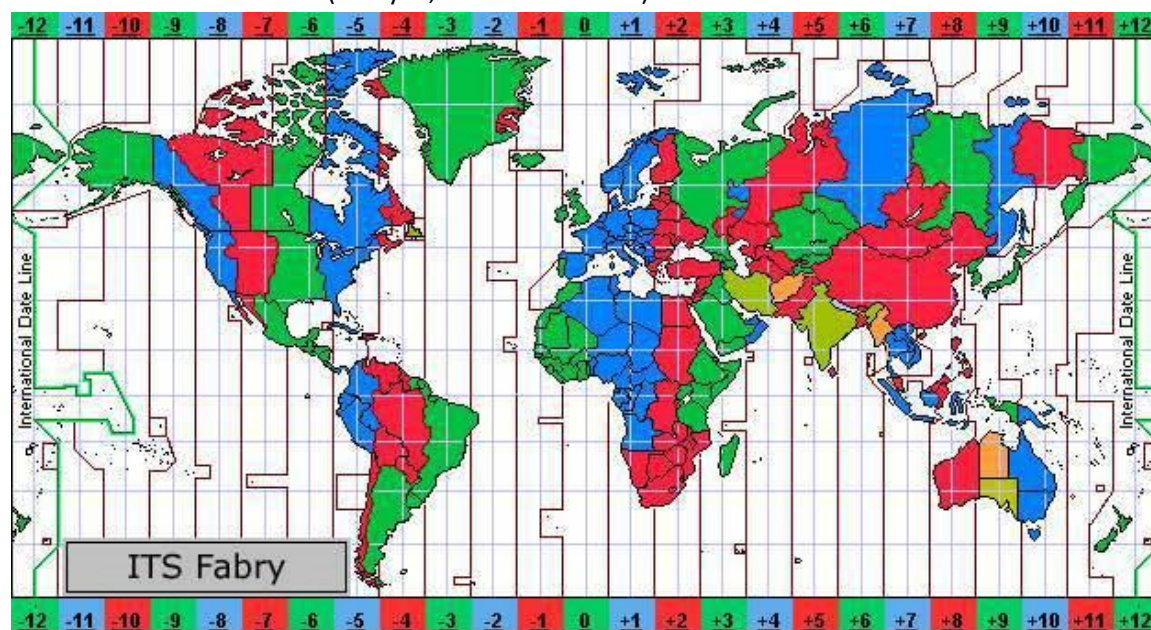 -12 -11 -10 -9 -8 -7 -6 -5 -4 -3 -2 -1 0 +1 +2 +3 +4 +5 +6 +7 +8 +9 +10 +11 +12
International Date Line
International Date Line
ITS Fabry
-12 -11 -10 -9 -8 -7 -6 -5 -4 -3 -2 -1 0 +1 +2 +3 +4 +5 +6 +7 +8 +9 +10 +11 +12